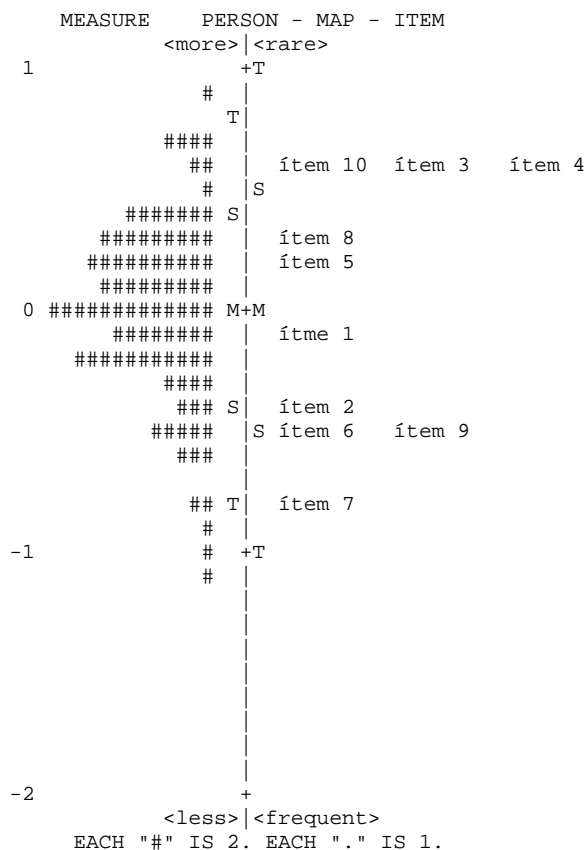 MEASURE PERSON - MAP - ITEM
<more>|<rare>
1 +T
# |
T|
#### |
## | ítem 10 ítem 3 ítem 4
# |S
####### S|
######### | ítem 8
########## | ítem 5
######### |
0 ############# M+M
######## | ítme 1
########### |
#### |
### S| ítem 2
##### |S ítem 6 ítem 9
### |
|
## T| ítem 7
# |
-1 # +T
# |
|
|
|
|
|
|
|
|
-2 +
<less>|<frequent>
EACH "#" IS 2. EACH "." IS 1.